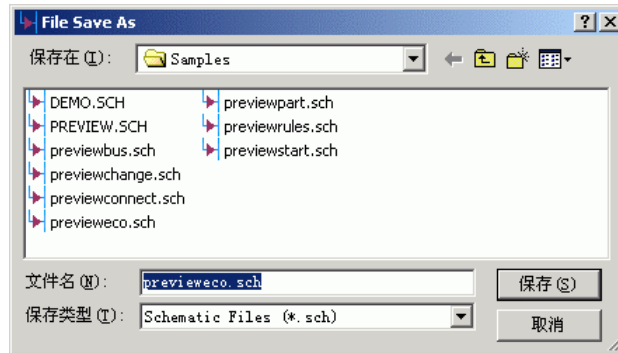 File Save As
保存在(I):
Samples
DEMO.SCH
PREVIEW.SCH
previewbus.sch
previewchange.sch
previewconnect.sch
previeweco.sch
previewpart.sch
previewrules.sch
previewstart.sch
文件名(N):
previeweco.sch
保存(S)
保存类型(T):
Schematic Files (*.sch)
取消